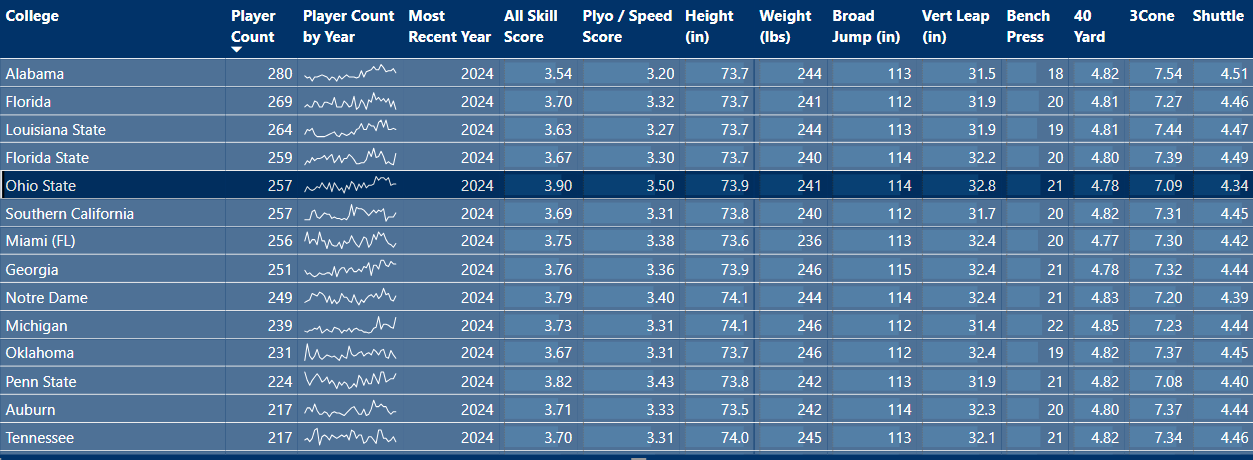 College Player Count Player Count by Year Most Recent Year All Skill Score Plyo / Speed Score Height (in) Weight (lbs) Broad Jump (in) Vert Leap (in) Bench Press 40 Yard 3Cone Shuttle
Alabama 280 2024 3.54 3.20 73.7 244 113 31.5 18 4.82 7.54 4.51
Florida 269 2024 3.70 3.32 73.7 241 112 31.9 20 4.81 7.27 4.46
Louisiana State 264 2024 3.63 3.27 73.7 244 113 31.9 19 4.81 7.44 4.47
Florida State 259 2024 3.67 3.30 73.7 240 114 32.2 20 4.80 7.39 4.49
Ohio State 257 2024 3.90 3.50 73.9 241 114 32.8 21 4.78 7.09 4.34
Southern California 257 2024 3.69 3.31 73.8 240 112 31.7 20 4.82 7.31 4.45
Miami (FL) 256 2024 3.75 3.38 73.6 236 113 32.4 20 4.77 7.30 4.42
Georgia 251 2024 3.76 3.36 73.9 246 115 32.4 21 4.78 7.32 4.44
Notre Dame 249 2024 3.79 3.40 74.1 244 114 32.4 21 4.83 7.20 4.39
Michigan 239 2024 3.73 3.31 74.1 246 112 31.4 22 4.85 7.23 4.44
Oklahoma 231 2024 3.67 3.31 73.7 246 112 32.4 19 4.82 7.37 4.45
Penn State 224 2024 3.82 3.43 73.8 242 113 31.9 21 4.82 7.08 4.40
Auburn 217 2024 3.71 3.33 73.5 242 114 32.3 20 4.80 7.37 4.44
Tennessee 217 2024 3.70 3.31 74.0 245 113 32.1 21 4.82 7.34 4.46